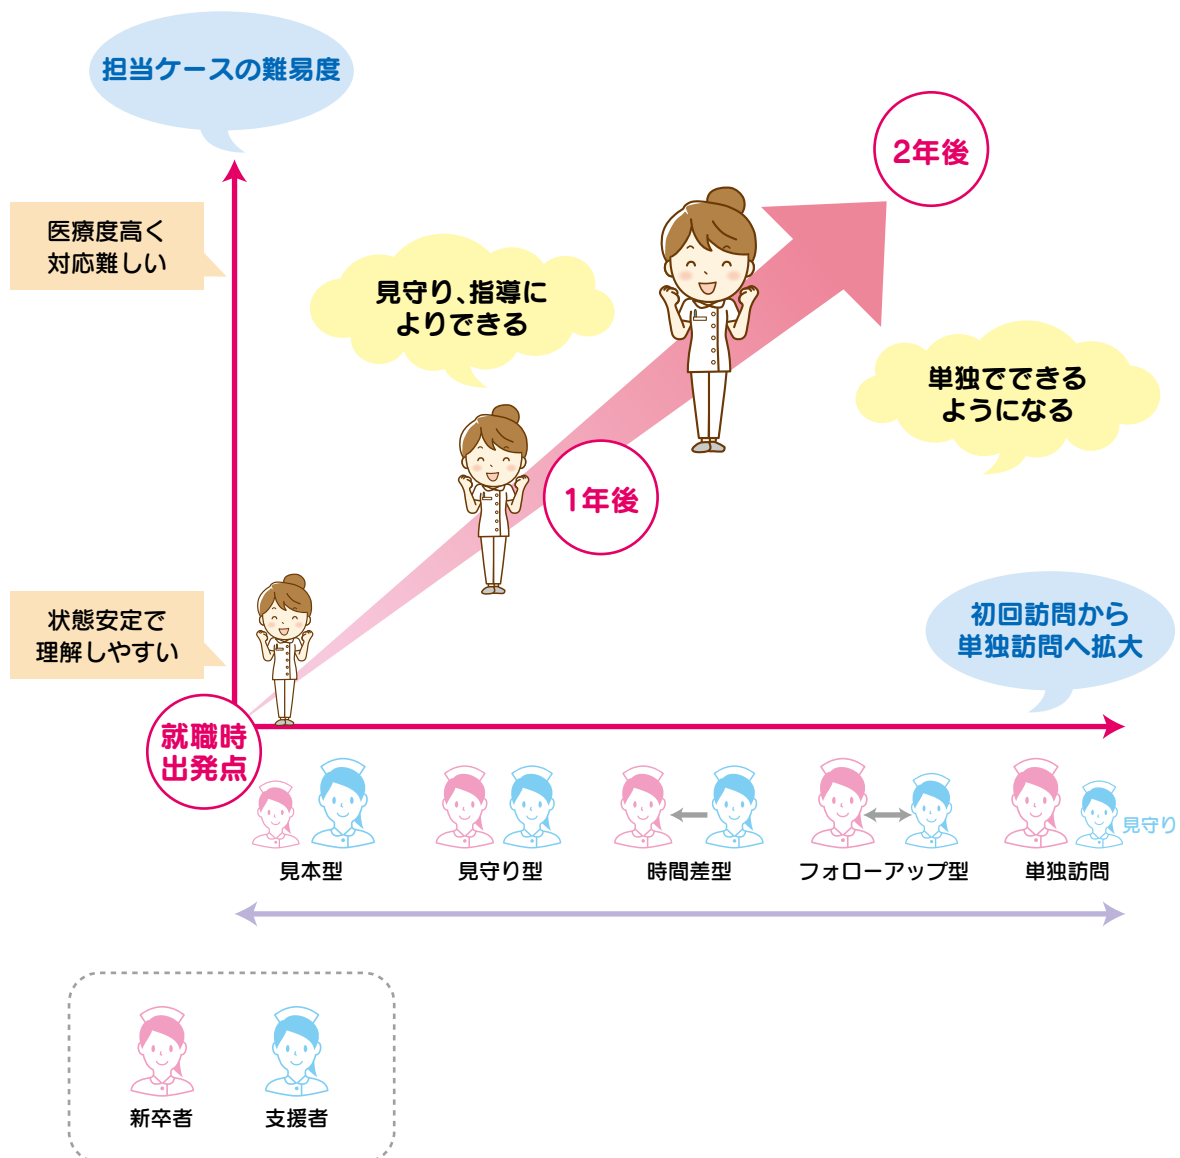 担当ケースの難易度
2年後
医療度高く
対応難しい
見守り、指導に
よりできる
単独でできる
ようになる
1年後
状態安定で
理解しやすい
初回訪問から
単独訪問へ拡大
就職時
出発点
見守り
見本型
見守り型
時間差型
フォローアップ型
単独訪問
新卒者
支援者